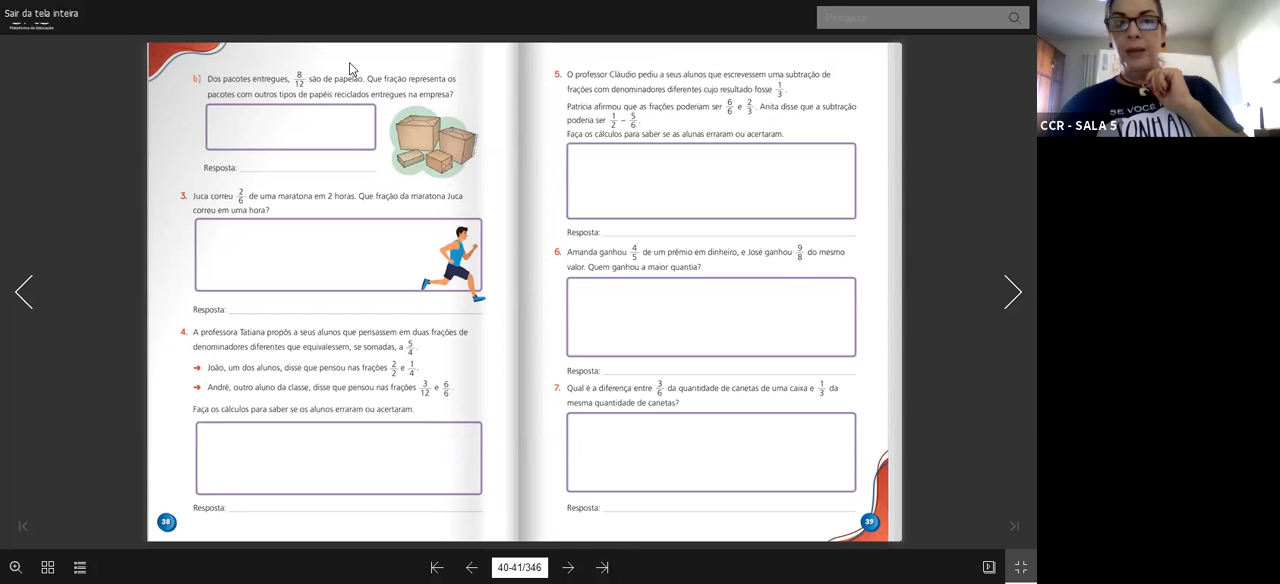 Sair da tela inteira
Plataforma de Educação
Pesquise
b) Dos pacotes entregues, 8/12 são de papelão. Que fração representa os
pacotes com outros tipos de papéis reciclados entregues na empresa?
Resposta:
3. Juca correu 2/6 de uma maratona em 2 horas. Que fração da maratona Juca
correu em uma hora?
Resposta:
4. A professora Tatiana propôs a seus alunos que pensassem em duas frações de
denominadores diferentes que equivalessem, se somadas, a 5/4.
João, um dos alunos, disse que pensou nas frações 2/2 e 1/4.
André, outro aluno da classe, disse que pensou nas frações 3/12 e 6/6.
Faça os cálculos para saber se os alunos erraram ou acertaram.
Resposta:
38
5. O professor Cláudio pediu a seus alunos que escrevessem uma subtração de
frações com denominadores diferentes cujo resultado fosse 1/3.
Patrícia afirmou que as frações poderiam ser 6/6 e 2/3. Anita disse que a subtração
poderia ser 1/2 – 5/6.
Faça os cálculos para saber se as alunas erraram ou acertaram.
Resposta:
6. Amanda ganhou 4/5 de um prêmio em dinheiro, e José ganhou 9/8 do mesmo
valor. Quem ganhou a maior quantia?
Resposta:
7. Qual é a diferença entre 3/6 da quantidade de canetas de uma caixa e 1/3 da
mesma quantidade de canetas?
Resposta:
39
40-41/346
SE VOCÊ
CCR - SALA 5